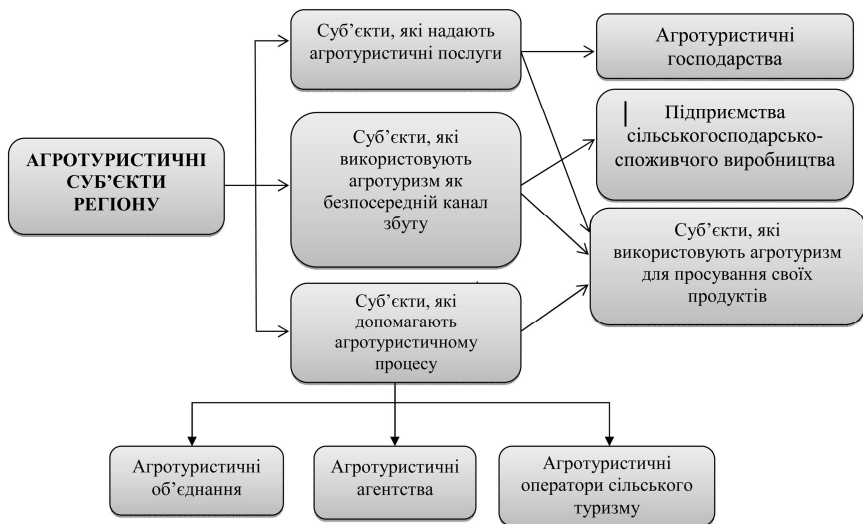 Суб’єкти, які надають
агротуристичні послуги
Агротуристичні
господарства
Підприємства
сільськогосподарсько-
споживчого виробництва
Суб’єкти, які
використовують
агротуризм як
безпосередній канал
збуту
АГРОТУРИСТИЧНІ
СУБ’ЄКТИ
РЕГІОНУ
Суб’єкти, які
використовують агротуризм
для просування своїх
продуктів
Суб’єкти, які
допомагають
агротуристичному
процесу
Агротуристичні
об’єднання
Агротуристичні
агентства
Агротуристичні
оператори сільського
туризму